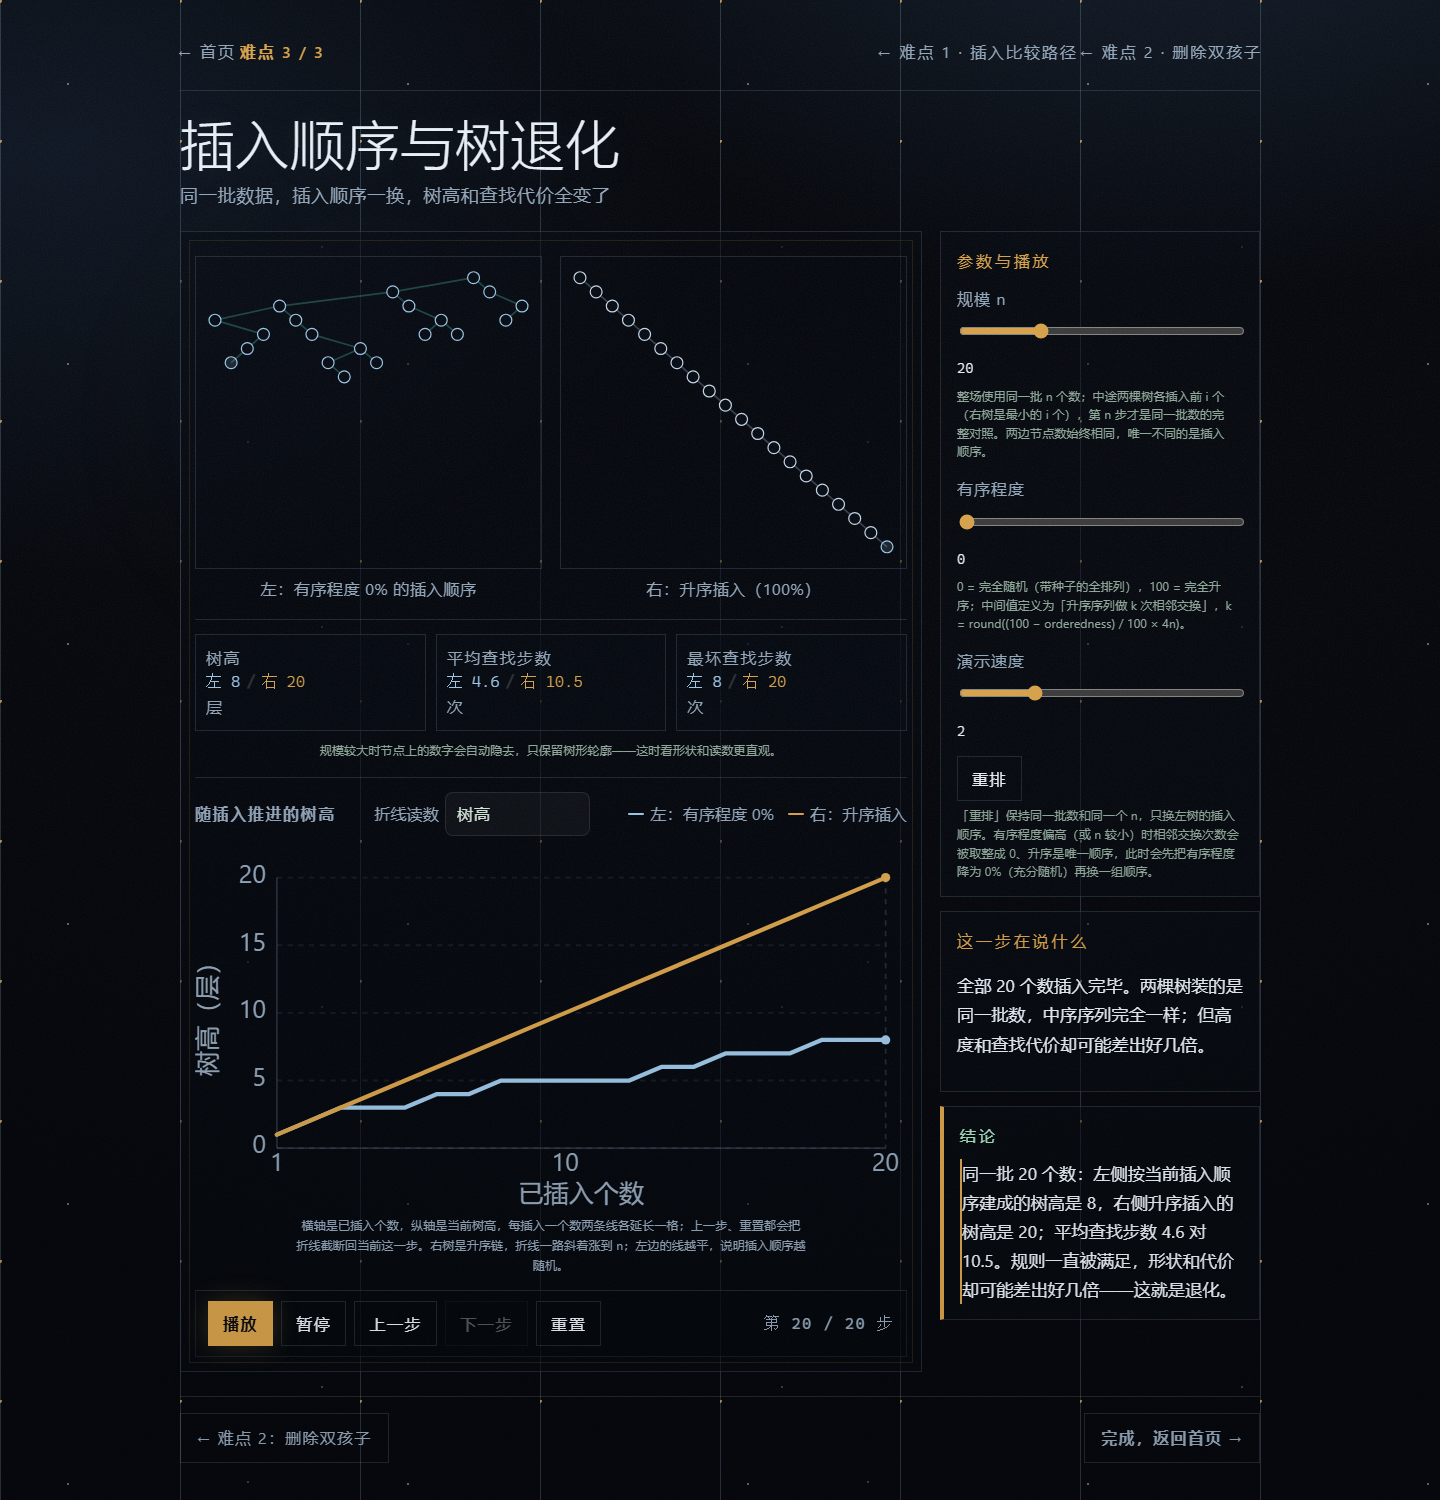 ← 首页 难点 3 / 3
← 难点 1 · 插入比较路径 ← 难点 2 · 删除双孩子
插入顺序与树退化
同一批数据，插入顺序一换，树高和查找代价全变了
左：有序程度 0% 的插入顺序
右：升序插入（100%）
树高
左 8 / 右 20
层
平均查找步数
左 4.6 / 右 10.5
次
最坏查找步数
左 8 / 右 20
次
规模较大时节点上的数字会自动隐去，只保留树形轮廓——这时看形状和读数更直观。
随插入推进的树高
折线读数 树高
左：有序程度 0%
右：升序插入
20
15
10
5
0
树高（层）
1
10
20
已插入个数
横轴是已插入个数，纵轴是当前树高，每插入一个数两条线各延长一格；上一步、重置都会把
折线截断回当前这一步。右树是升序链，折线一路斜着涨到 n；左边的线越平，说明插入顺序越
随机。
播放 暂停 上一步 下一步 重置
第 20 / 20 步
参数与播放
规模 n
20
整场使用同一批 n 个数；中途两棵树各插入前 i 个
（右树是最小的 i 个），第 n 步才是同一批数的完
整对照。两边节点数始终相同，唯一不同的是插入
顺序。
有序程度
0
0 = 完全随机（带种子的全排列），100 = 完全升
序；中间值定义为「升序序列做 k 次相邻交换」，k
= round((100 − orderedness) / 100 × 4n)。
演示速度
2
重排
「重排」保持同一批数和同一个 n，只换左树的插入
顺序。有序程度偏高（或 n 较小）时相邻交换次数会
被取整成 0、升序是唯一顺序，此时会先把有序程度
降为 0%（充分随机）再换一组顺序。
这一步在说什么
全部 20 个数插入完毕。两棵树装的是
同一批数，中序序列完全一样；但高
度和查找代价却可能差出好几倍。
结论
同一批 20 个数：左侧按当前插入顺
序建成的树高是 8，右侧升序插入的
树高是 20；平均查找步数 4.6 对
10.5。规则一直被满足，形状和代价
却可能差出好几倍——这就是退化。
← 难点 2：删除双孩子
完成，返回首页 →